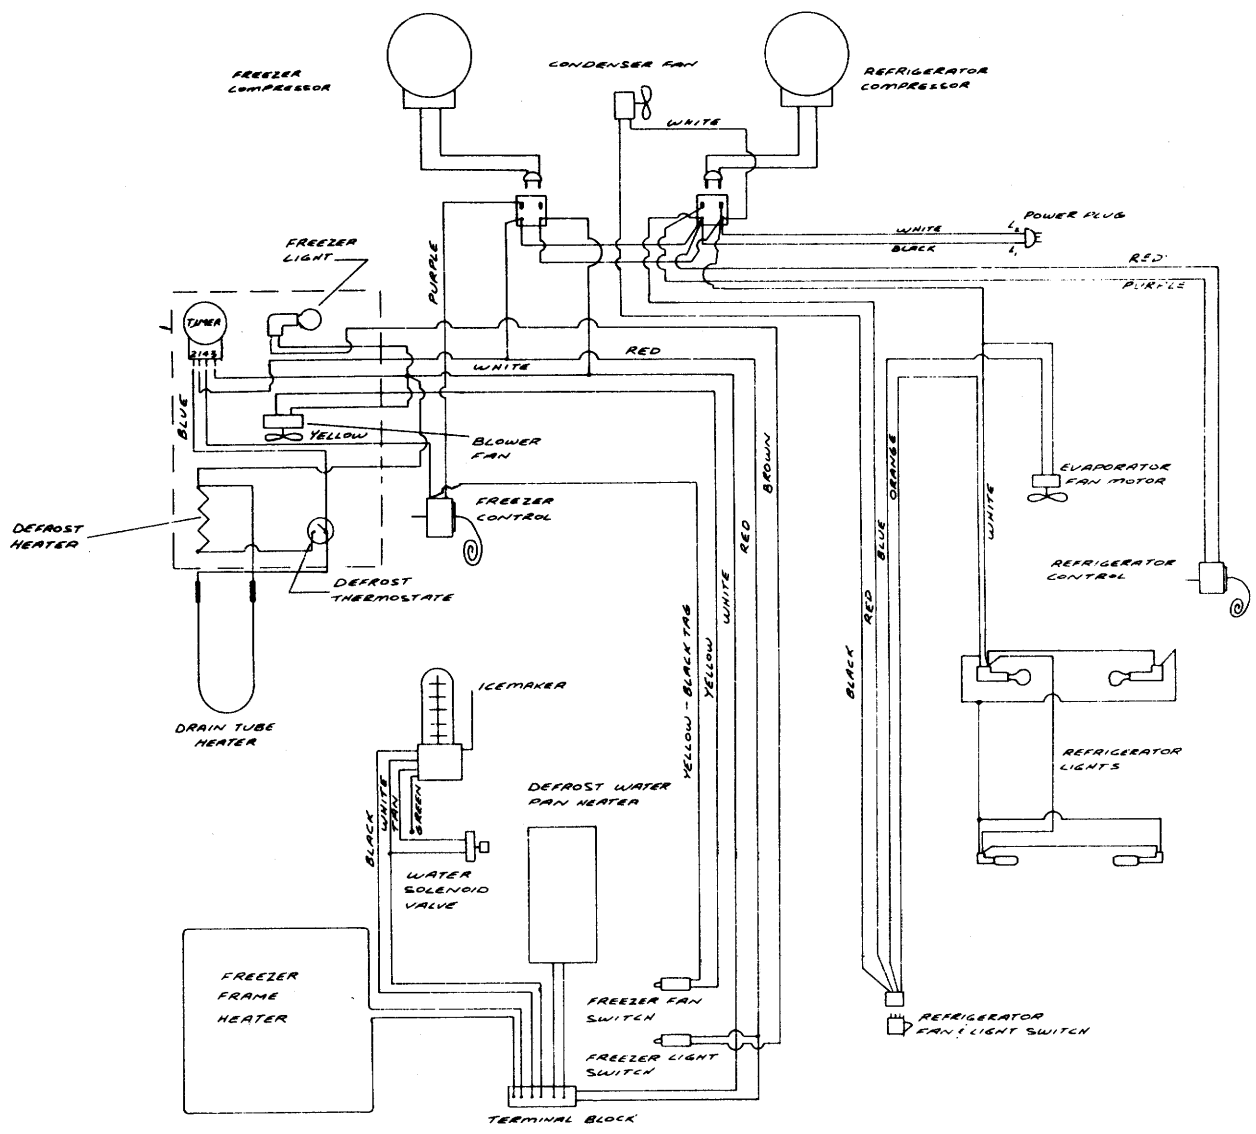 FREEZER
COMPRESSOR
CONDENSER FAN
REFRIGERATOR
COMPRESSOR
WHITE
POWER PLUG
L2
WHITE
BLACK
L1
RED
PURPLE
FREEZER
LIGHT
PURPLE
TIMER
2143
RED
WHITE
BLUE
YELLOW
BLOWER
FAN
BROWN
ORANGE
EVAPORATOR
FAN MOTOR
FREEZER
CONTROL
DEFROST
HEATER
DEFROST
THERMOSTATE
RED
BLUE
WHITE
REFRIGERATOR
CONTROL
WHITE
RED
YELLOW - BLACK TAG
YELLOW
BLACK
ICEMAKER
DRAIN TUBE
HEATER
REFRIGERATOR
LIGHTS
DEFROST WATER
PAN HEATER
BLACK
WHITE
TAN
GREEN
WATER
SOLENOID
VALVE
FREEZER
FRAME
HEATER
FREEZER FAN
SWITCH
REFRIGERATOR
FAN & LIGHT SWITCH
FREEZER LIGHT
SWITCH
TERMINAL BLOCK